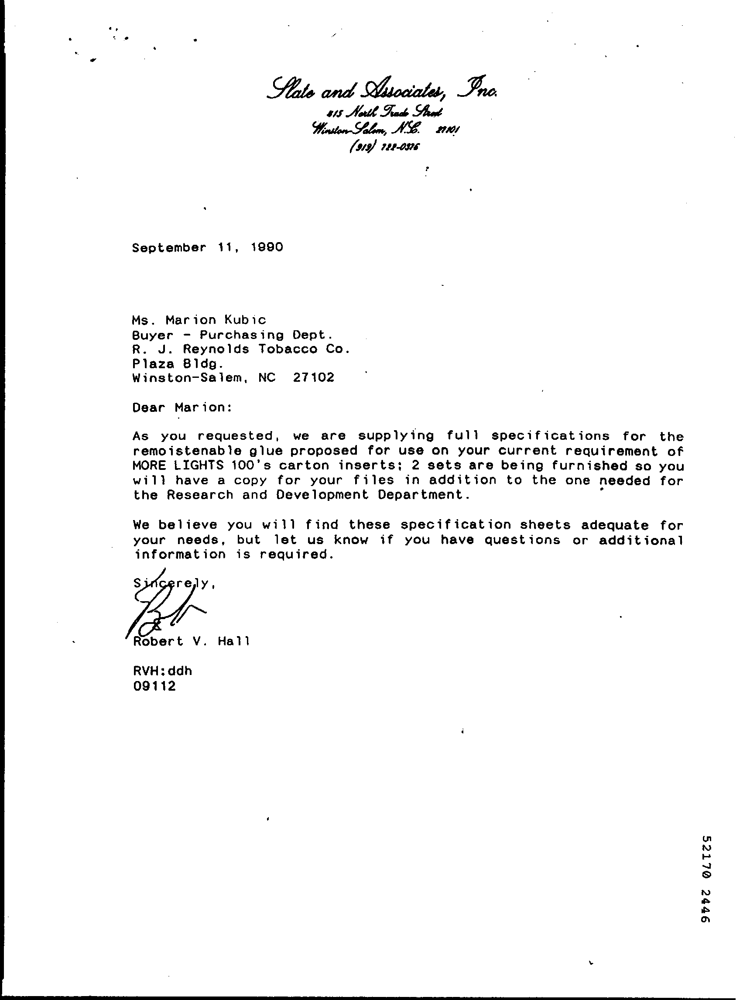 Slate and Associates, Inc.
815 North Trade Street
Winston-Salem, N.C. 27101
(919) 722-0376
September 11, 1990
Ms. Marion Kubic
Buyer - Purchasing Dept.
R. J. Reynolds Tobacco Co.
Plaza Bldg.
Winston-Salem, NC 27102
Dear Marion:
As you requested, we are supplying full specifications for the
remoistenable glue proposed for use on your current requirement of
MORE LIGHTS 100's carton inserts; 2 sets are being furnished so you
will have a copy for your files in addition to the one needed for
the Research and Development Department.
We believe you will find these specification sheets adequate for
your needs, but let us know if you have questions or additional
information is required.
Sincerely,
Robert V. Hall
RVH:ddh
09112
52170 2446